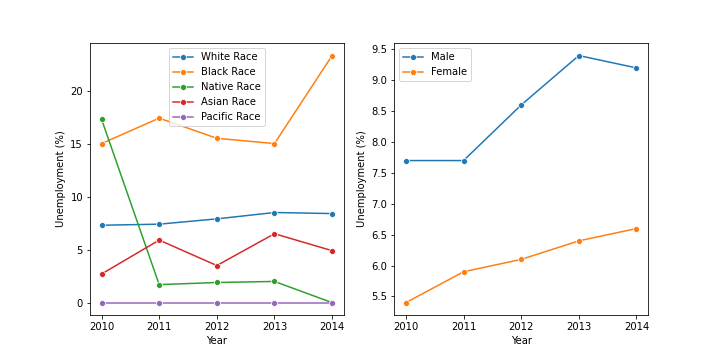 White Race
Black Race
Native Race
Asian Race
Pacific Race
20
15
10
5
0
Unemployment (%)
2010 2011 2012 2013 2014
Year
Male
Female
9.5
9.0
8.5
8.0
7.5
7.0
6.5
6.0
5.5
Unemployment (%)
2010 2011 2012 2013 2014
Year